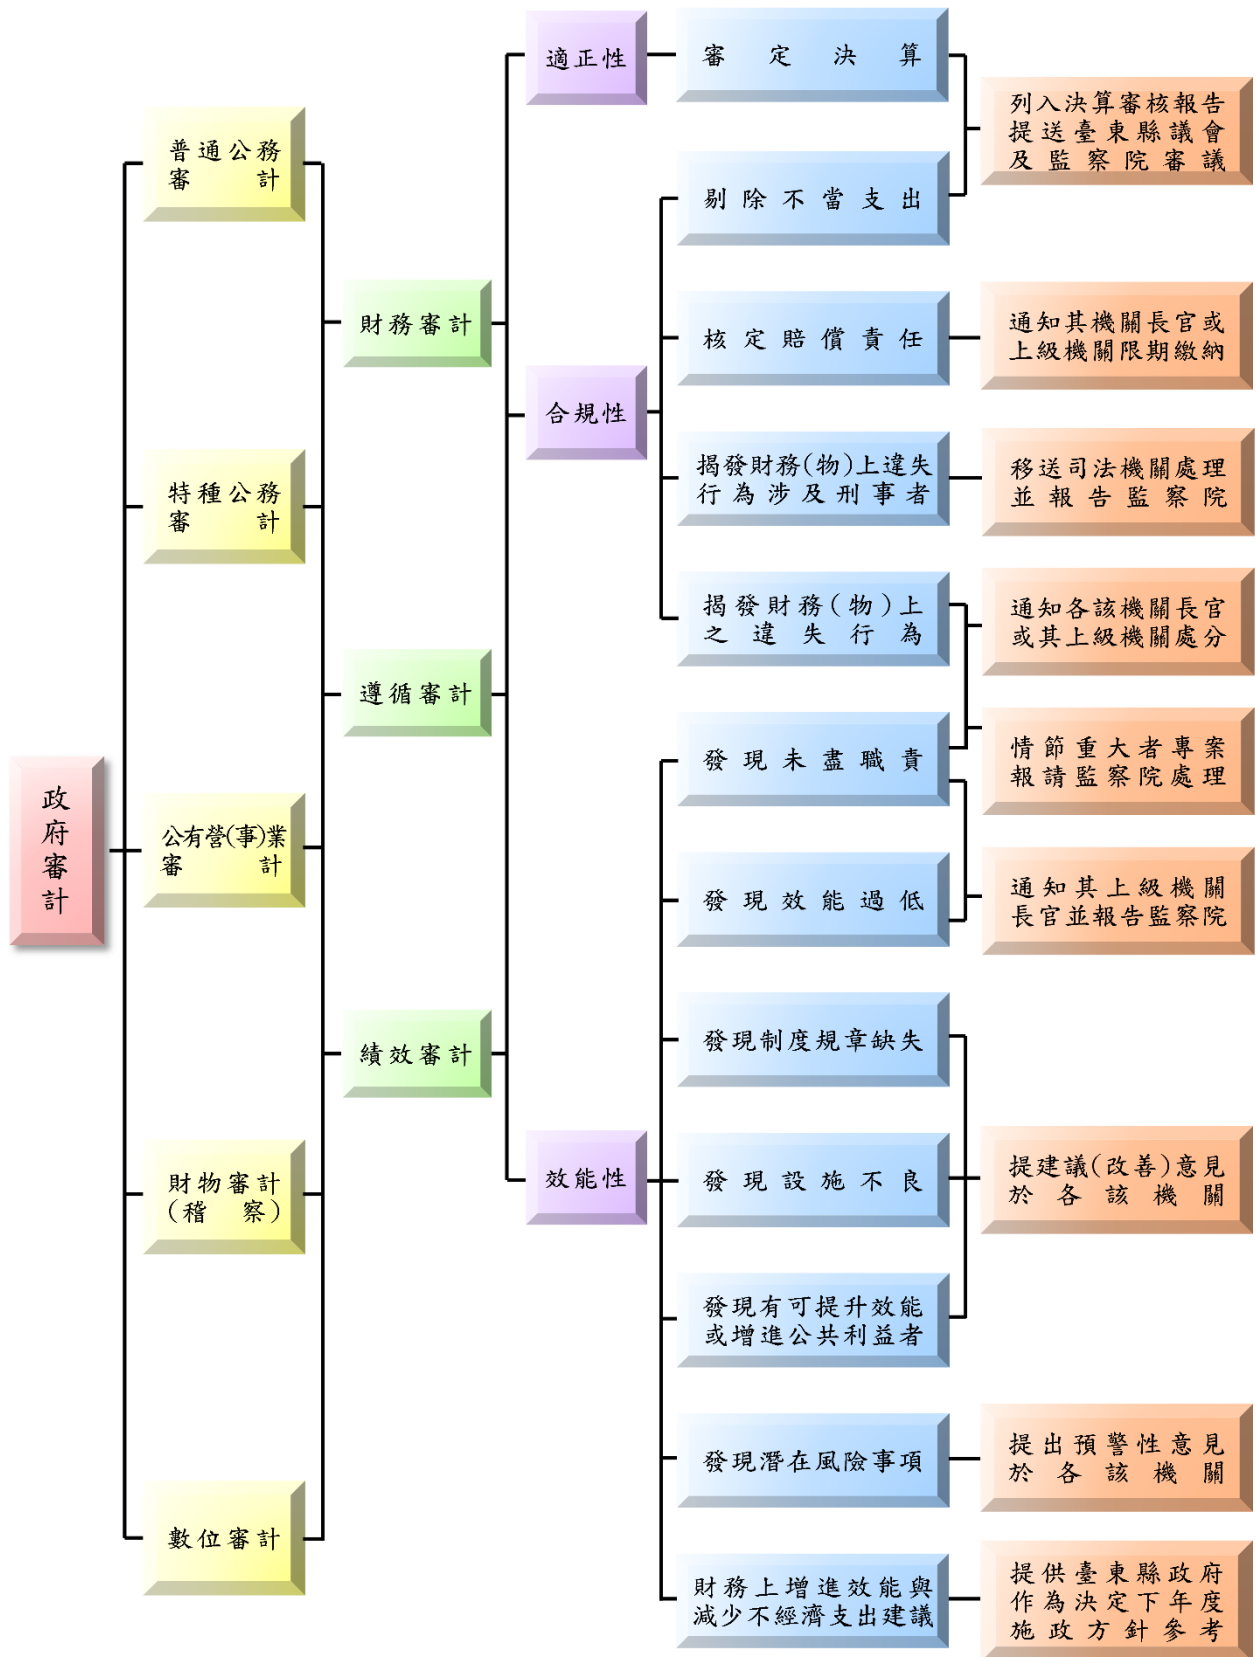 政府審計
普通公務
審計
特種公務
審計
公有營(事)業
審計
財物審計
(稽察)
數位審計
財務審計
遵循審計
績效審計
適正性
合規性
效能性
審定決算
剔除不當支出
核定賠償責任
揭發財務(物)上違失
行為涉及刑事者
揭發財務(物)上
之違失行為
發現未盡職責
發現效能過低
發現制度規章缺失
發現設施不良
發現有可提升效能
或增進公共利益者
發現潛在風險事項
財務上增進效能與
減少不經濟支出建議
列入決算審核報告
提送臺東縣議會
及監察院審議
通知其機關長官或
上級機關限期繳納
移送司法機關處理
並報告監察院
通知各該機關長官
或其上級機關處分
情節重大者專案
報請監察院處理
通知其上級機關
長官並報告監察院
提建議(改善)意見
於各該機關
提出預警性意見
於各該機關
提供臺東縣政府
作為決定下年度
施政方針參考